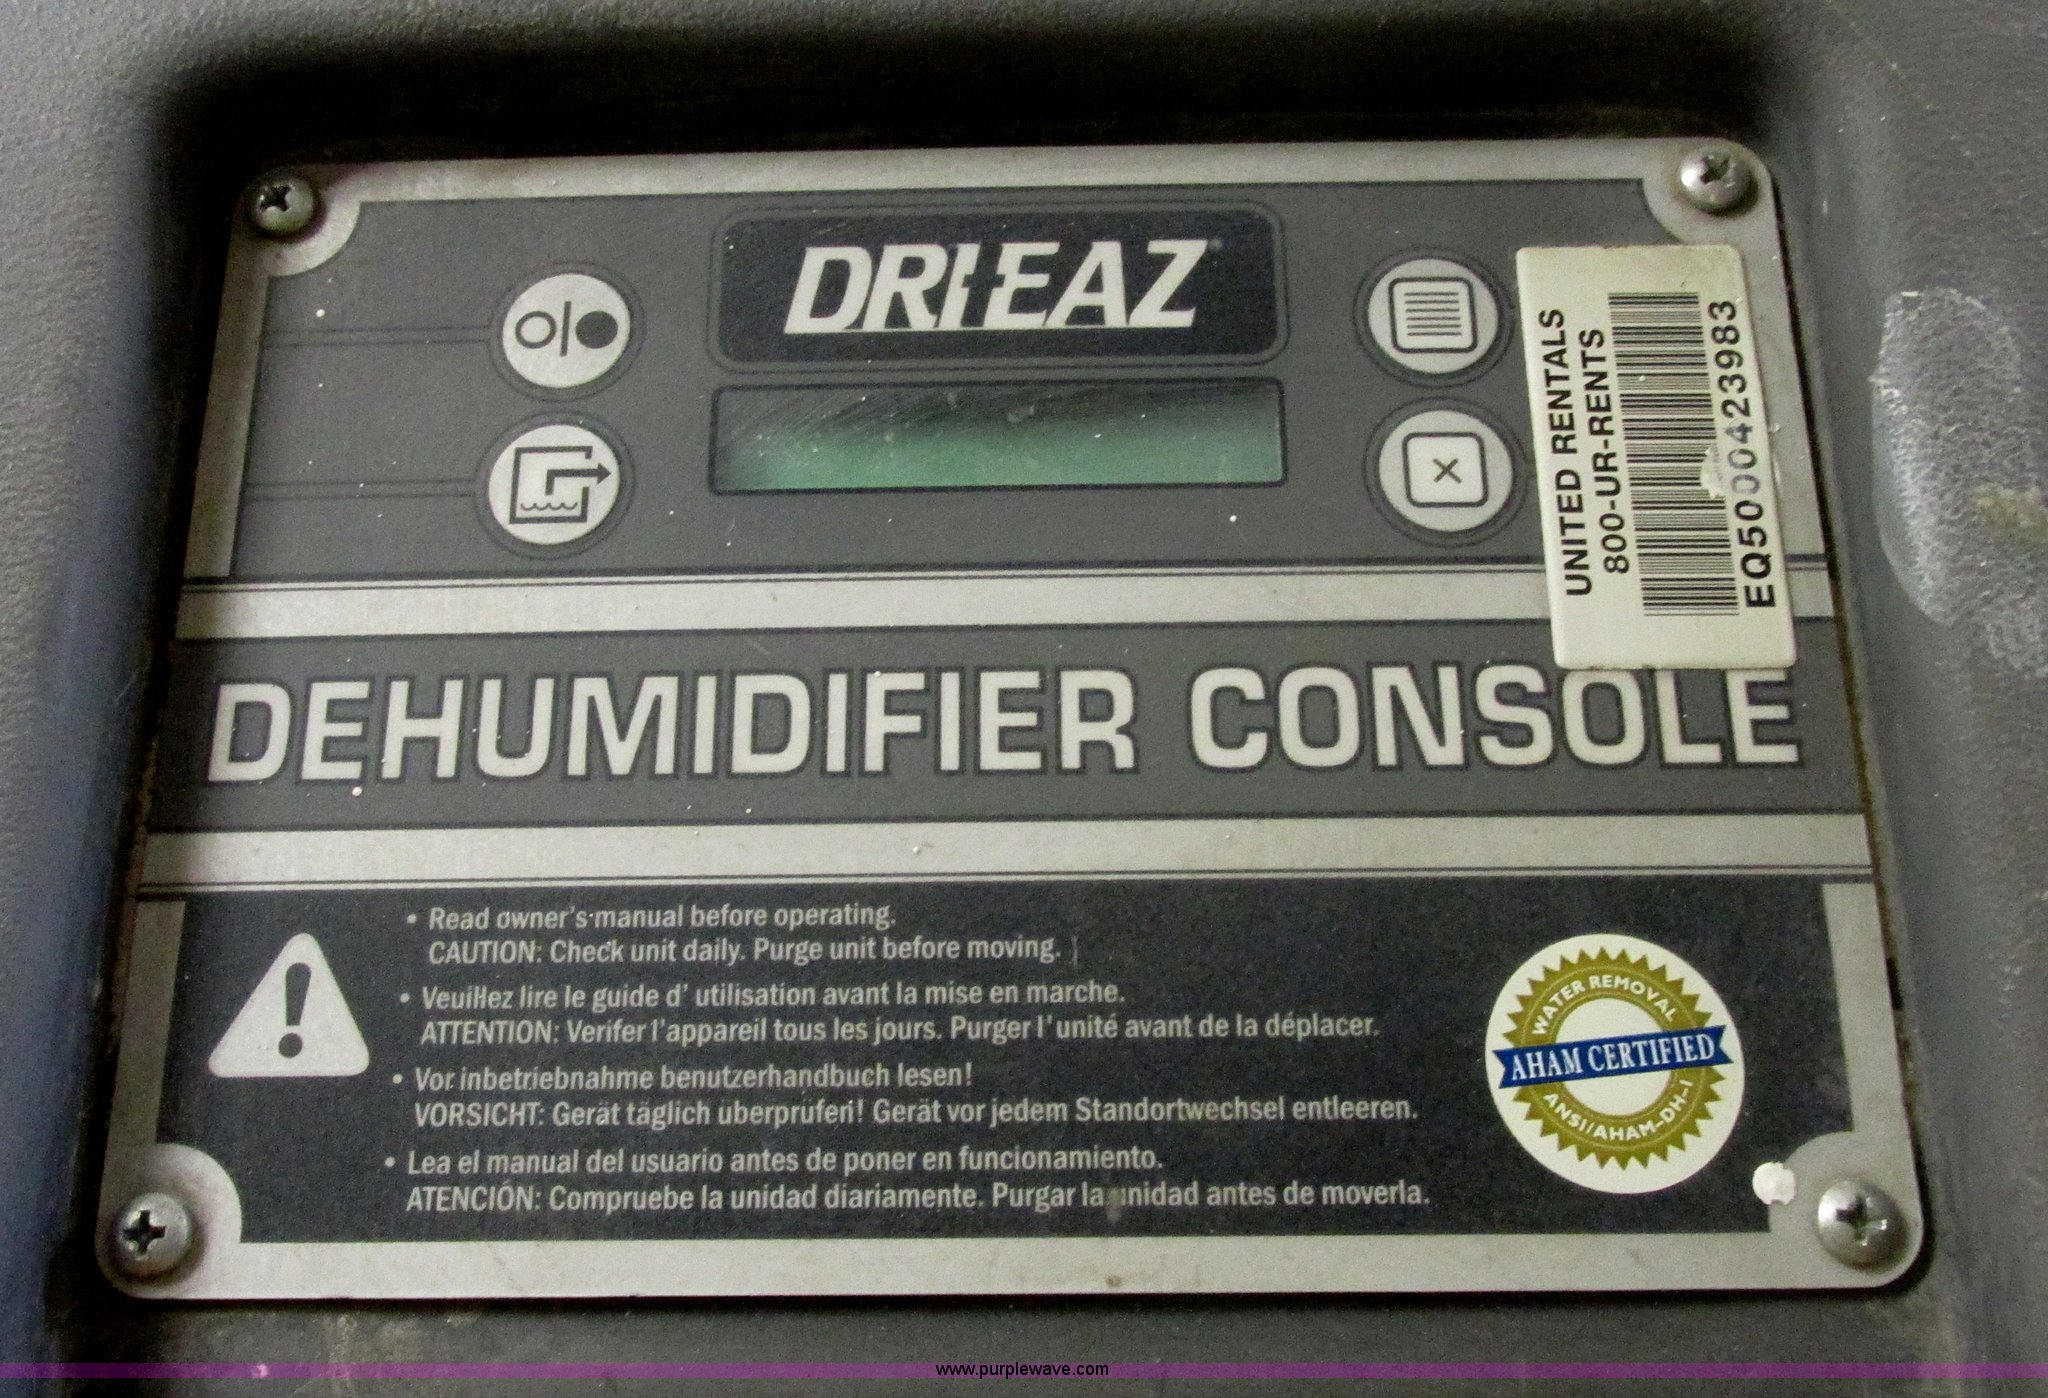 DRI-EAZ
UNITED RENTALS
800-UR-RENTS
EQ5000423983
DEHUMIDIFIER CONSOLE
• Read owner's manual before operating.
CAUTION: Check unit daily. Purge unit before moving.
• Veuillez lire le guide d' utilisation avant la mise en marche.
ATTENTION: Verifer l'appareil tous les jours. Purger l'unité avant de la déplacer.
• Vor inbetriebnahme benutzerhandbuch lesen!
VORSICHT: Gerät täglich überprüfen! Gerät vor jedem Standortwechsel entleeren.
• Lea el manual del usuario antes de poner en funcionamiento.
ATENCIÓN: Compruebe la unidad diariamente. Purgar la unidad antes de moverla.
WATER REMOVAL
AHAM CERTIFIED
ANSI/AHAM-DH-1
www.purplewave.com